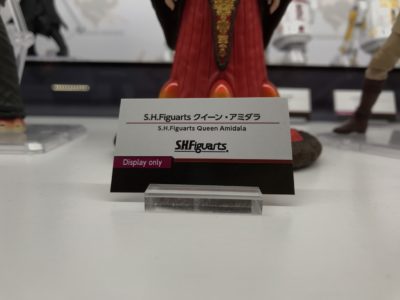 S.H.Figuarts クイーン・アミダラ
S.H.Figuarts Queen Amidala
S.H.Figuarts
Display only